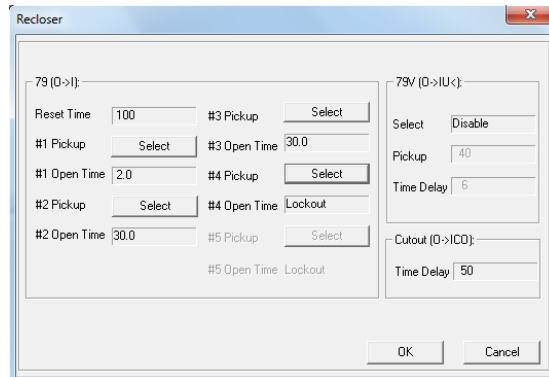 Recloser
79 (O->I):
Reset Time 100
#1 Pickup Select
#1 Open Time 2.0
#2 Pickup Select
#2 Open Time 30.0
#3 Pickup Select
#3 Open Time 30.0
#4 Pickup Select
#4 Open Time Lockout
#5 Pickup Select
#5 Open Time Lockout
79V (O->IU<):
Select Disable
Pickup 40
Time Delay 6
Cutout (O->ICO):
Time Delay 50
OK Cancel